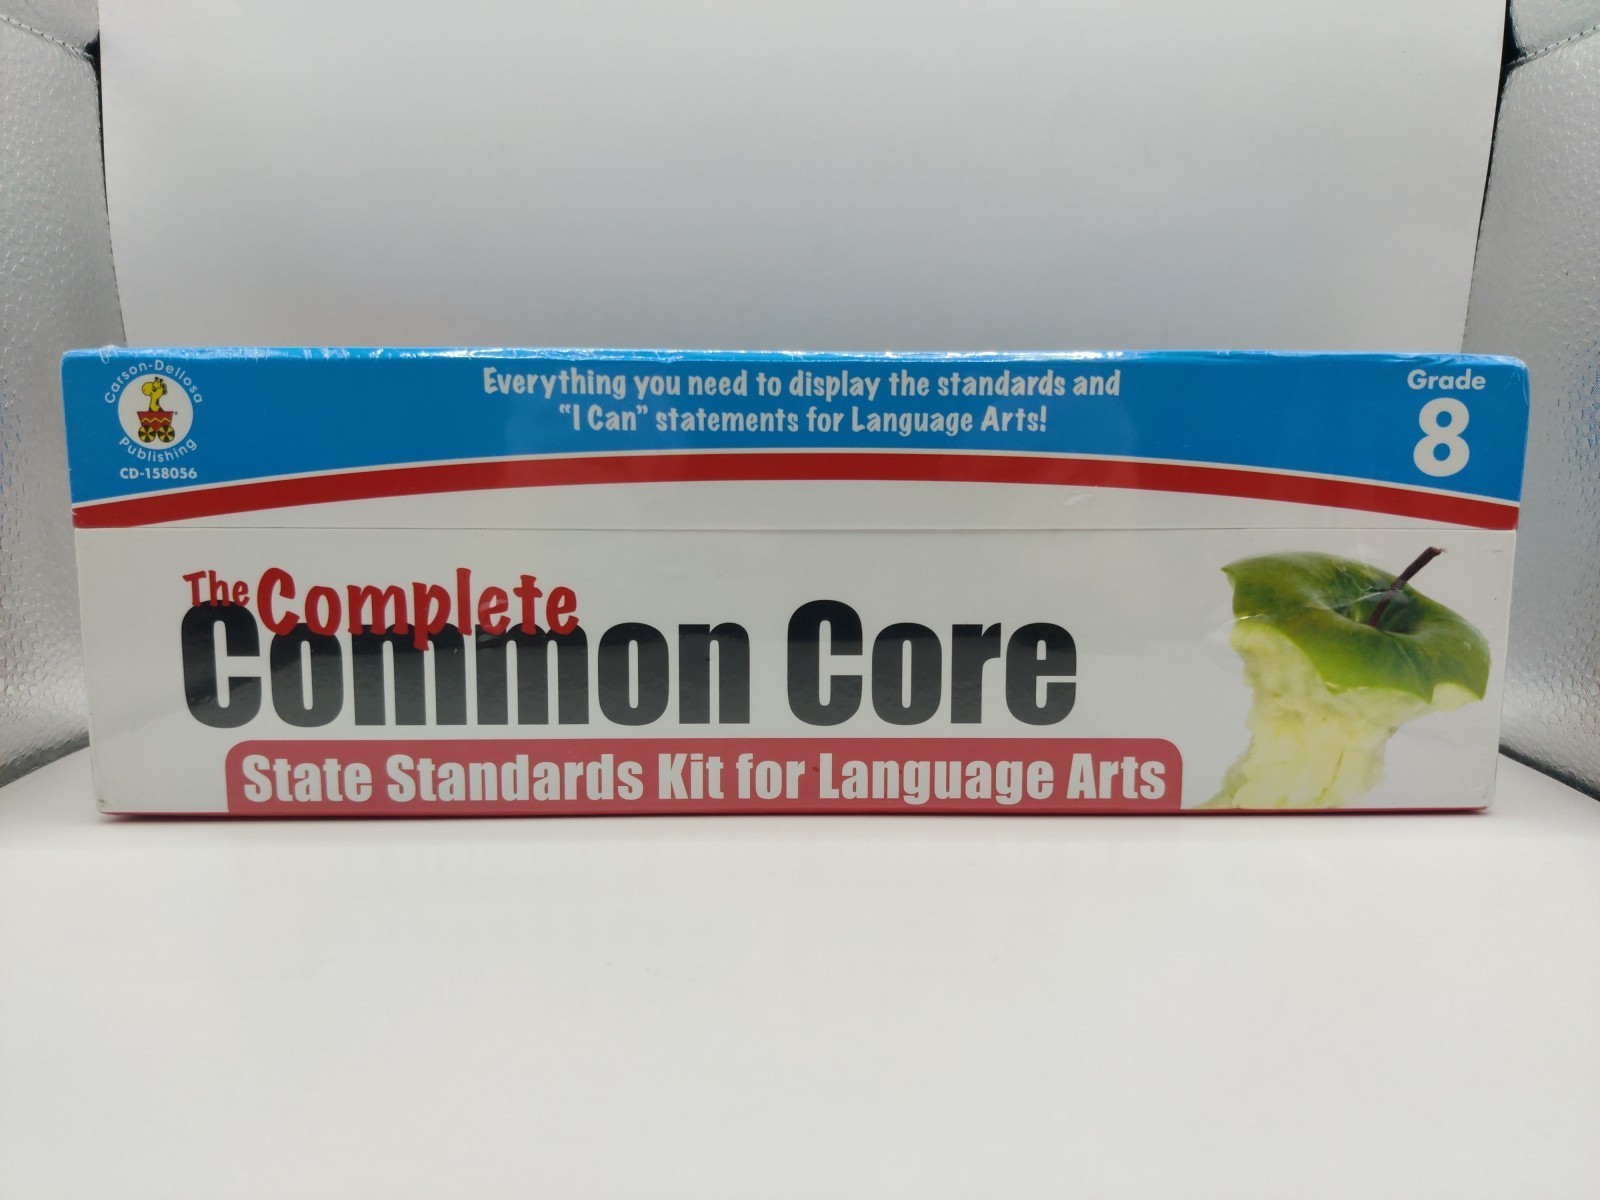 Carson-Dellosa
Publishing
CD-158056
Everything you need to display the standards and
“I Can” statements for Language Arts!
Grade
8
The Complete
Common Core
State Standards Kit for Language Arts